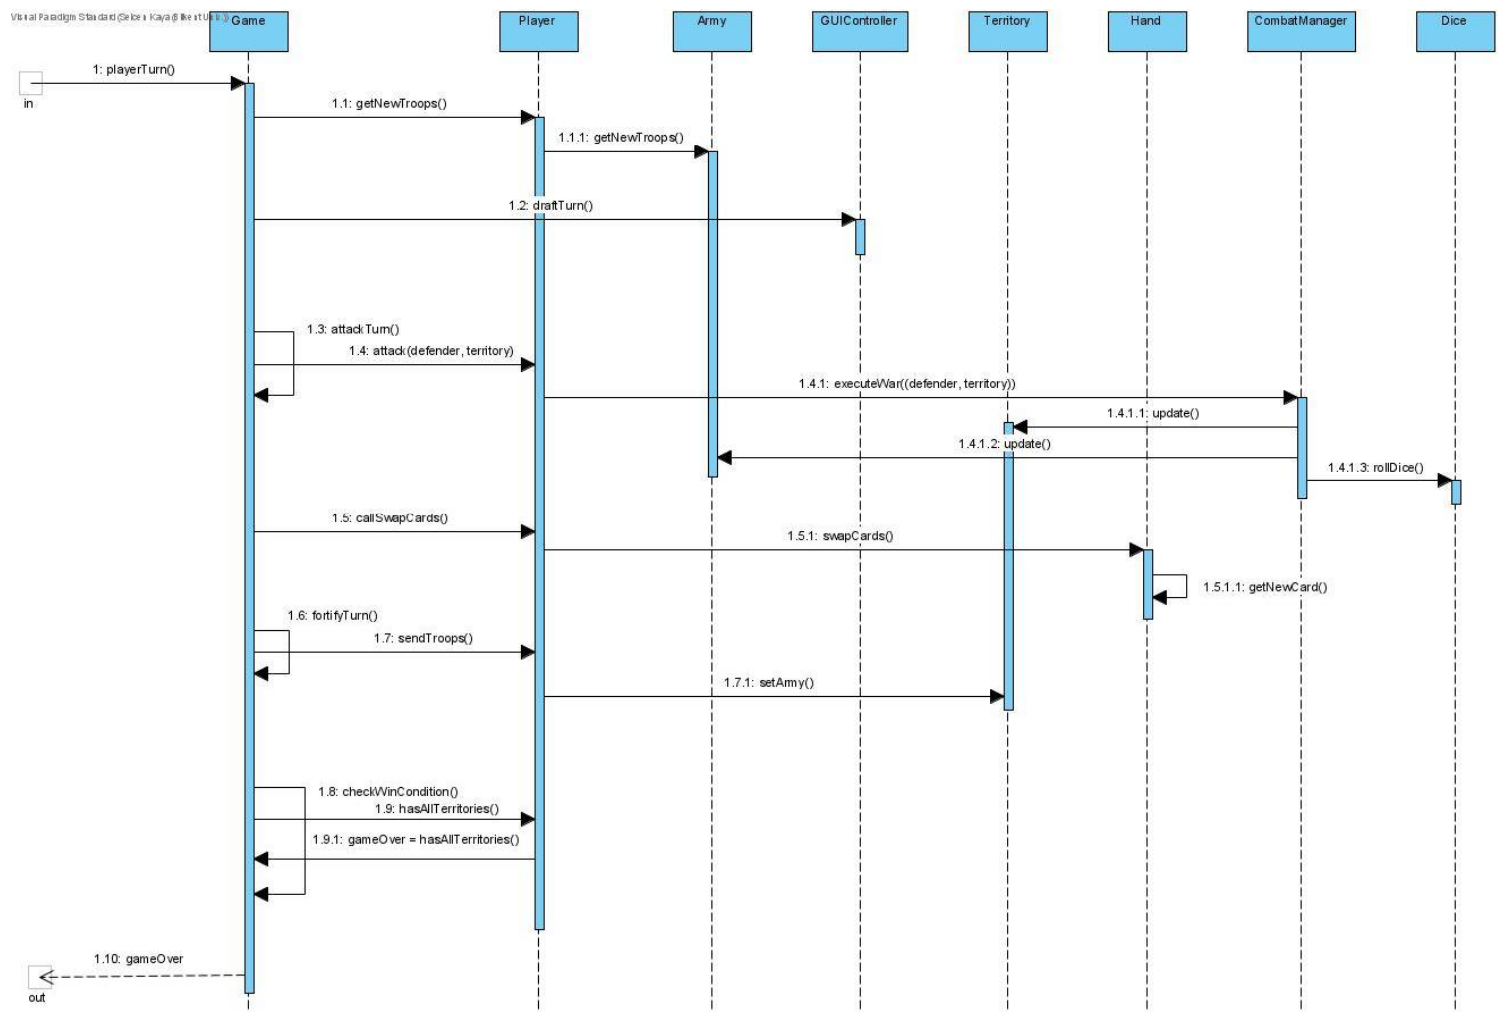 Visual Paradigm Standard
Game
Player
Army
GUIController
Territory
Hand
CombatManager
Dice
1: playerTurn()
in
1.1: getNewTroops()
1.1.1: getNewTroops()
1.2: draftTurn()
1.3: attackTurn()
1.4: attack(defender, territory)
1.4.1: executeWar((defender, territory))
1.4.1.1: update()
1.4.1.2: update()
1.4.1.3: rollDice()
1.5: callSwapCards()
1.5.1: swapCards()
1.5.1.1: getNewCard()
1.6: fortifyTurn()
1.7: sendTroops()
1.7.1: setArmy()
1.8: checkWinCondition()
1.9: hasAllTerritories()
1.9.1: gameOver = hasAllTerritories()
1.10: gameOver
out